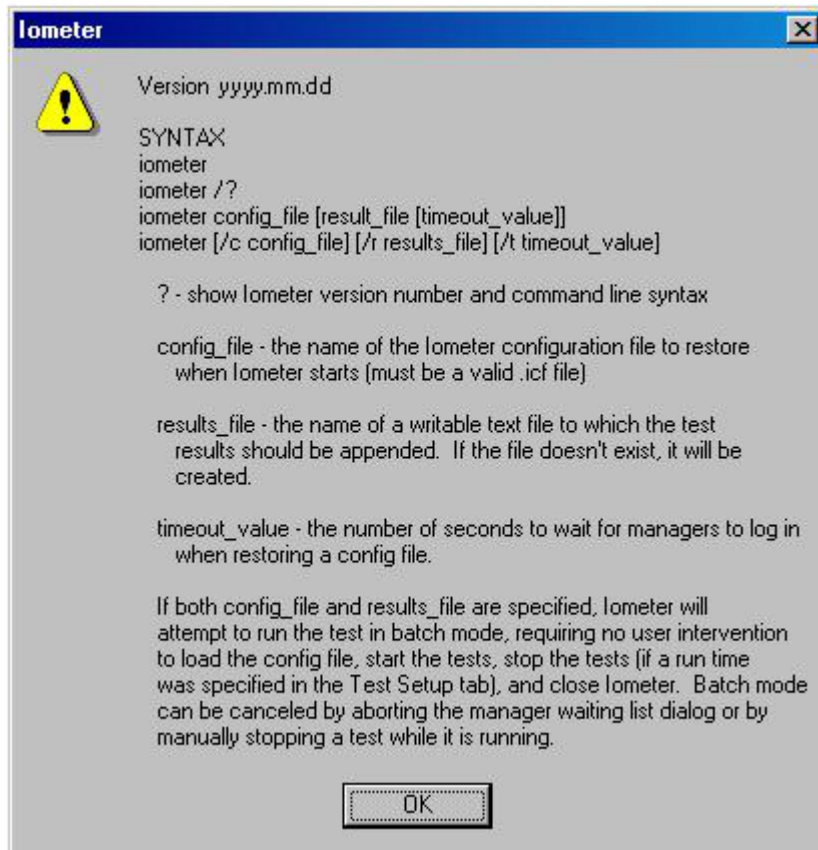 Iometer
Version yyyy.mm.dd
SYNTAX
iometer
iometer /?
iometer config_file [result_file [timeout_value]]
iometer [/c config_file] [/r results_file] [/t timeout_value]
? - show Iometer version number and command line syntax
config_file - the name of the Iometer configuration file to restore
when Iometer starts (must be a valid .icf file)
results_file - the name of a writable text file to which the test
results should be appended.  If the file doesn't exist, it will be
created.
timeout_value - the number of seconds to wait for managers to log in
when restoring a config file.
If both config_file and results_file are specified, Iometer will
attempt to run the test in batch mode, requiring no user intervention
to load the config file, start the tests, stop the tests (if a run time
was specified in the Test Setup tab), and close Iometer.  Batch mode
can be canceled by aborting the manager waiting list dialog or by
manually stopping a test while it is running.
OK